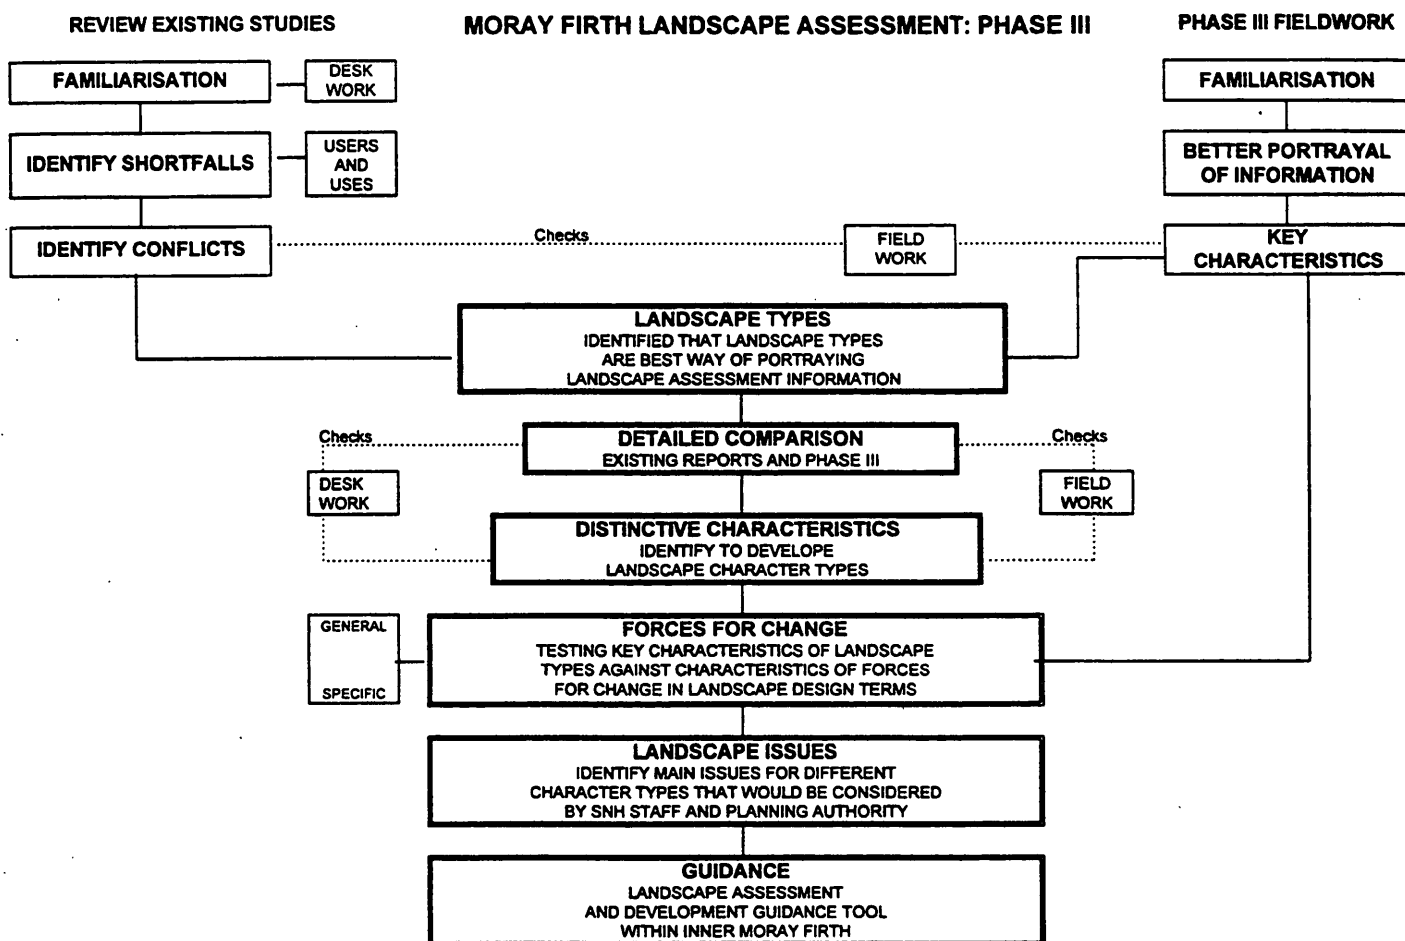 REVIEW EXISTING STUDIES
MORAY FIRTH LANDSCAPE ASSESSMENT: PHASE III
PHASE III FIELDWORK
FAMILIARISATION
DESK
WORK
FAMILIARISATION
IDENTIFY SHORTFALLS
USERS
AND
USES
BETTER PORTRAYAL
OF INFORMATION
IDENTIFY CONFLICTS
Checks
FIELD
WORK
KEY
CHARACTERISTICS
LANDSCAPE TYPES
IDENTIFIED THAT LANDSCAPE TYPES
ARE BEST WAY OF PORTRAYING
LANDSCAPE ASSESSMENT INFORMATION
Checks
DETAILED COMPARISON
EXISTING REPORTS AND PHASE III
Checks
DESK
WORK
FIELD
WORK
DISTINCTIVE CHARACTERISTICS
IDENTIFY TO DEVELOPE
LANDSCAPE CHARACTER TYPES
GENERAL
SPECIFIC
FORCES FOR CHANGE
TESTING KEY CHARACTERISTICS OF LANDSCAPE
TYPES AGAINST CHARACTERISTICS OF FORCES
FOR CHANGE IN LANDSCAPE DESIGN TERMS
LANDSCAPE ISSUES
IDENTIFY MAIN ISSUES FOR DIFFERENT
CHARACTER TYPES THAT WOULD BE CONSIDERED
BY SNH STAFF AND PLANNING AUTHORITY
GUIDANCE
LANDSCAPE ASSESSMENT
AND DEVELOPMENT GUIDANCE TOOL
WITHIN INNER MORAY FIRTH